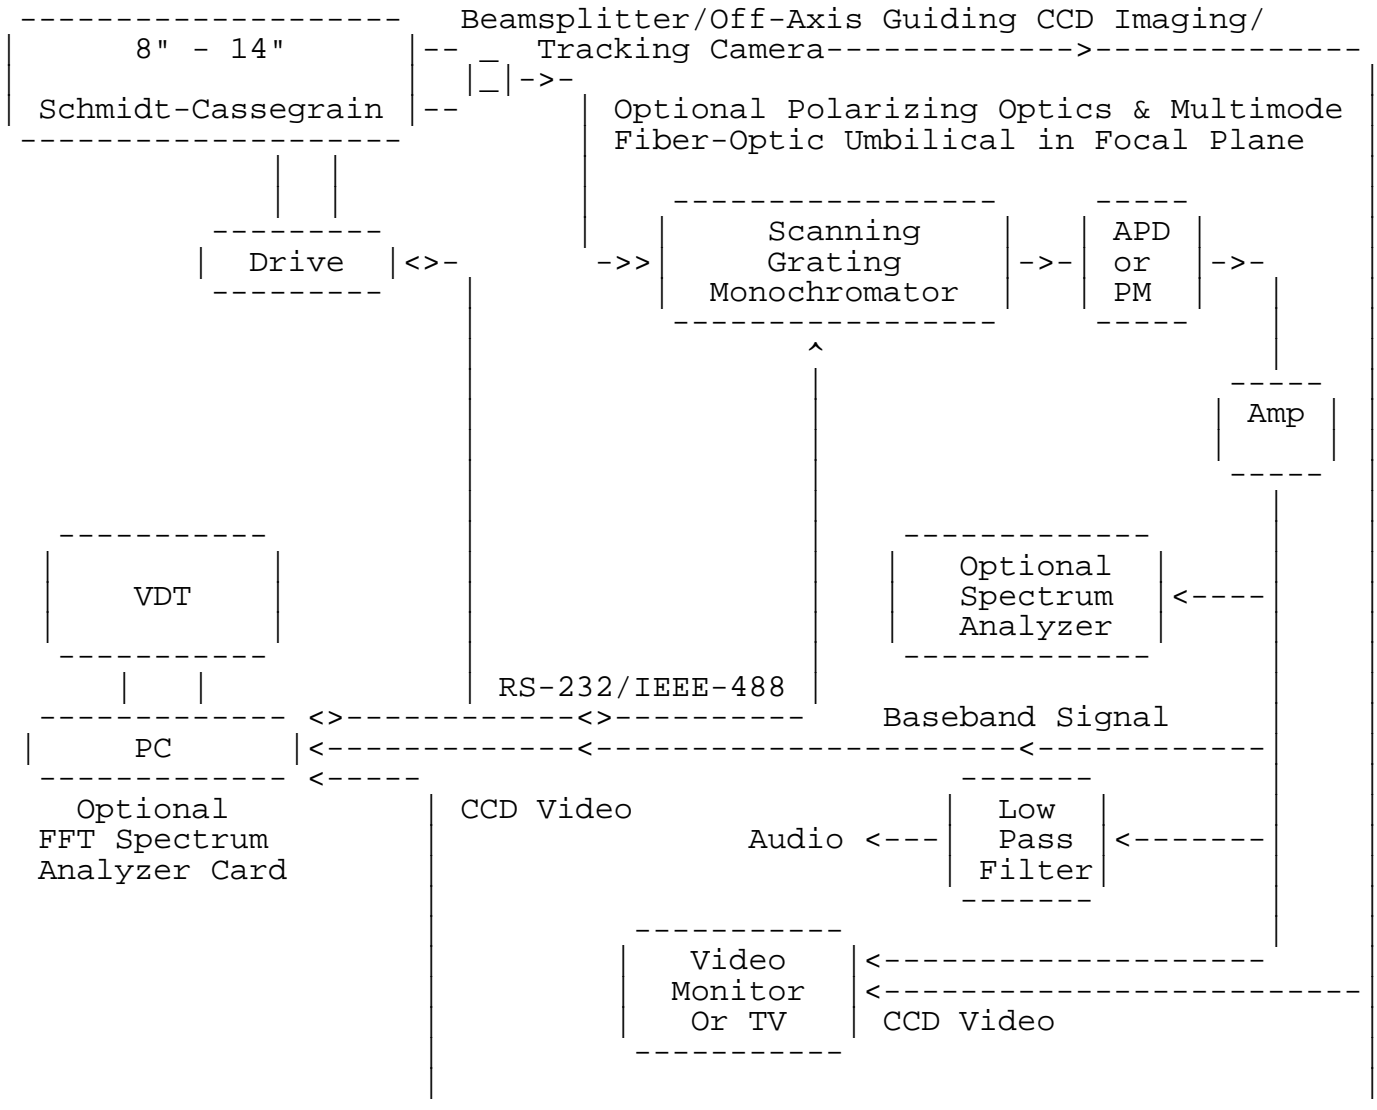 Beamsplitter/Off-Axis Guiding CCD Imaging/
8" - 14"
Tracking Camera
Schmidt-Cassegrain
Optional Polarizing Optics & Multimode
Fiber-Optic Umbilical in Focal Plane
Drive
Scanning
Grating
Monochromator
APD
or
PM
Amp
VDT
Optional
Spectrum
Analyzer
RS-232/IEEE-488
Baseband Signal
PC
Optional
FFT Spectrum
Analyzer Card
CCD Video
Audio
Low
Pass
Filter
Video
Monitor
Or TV
CCD Video